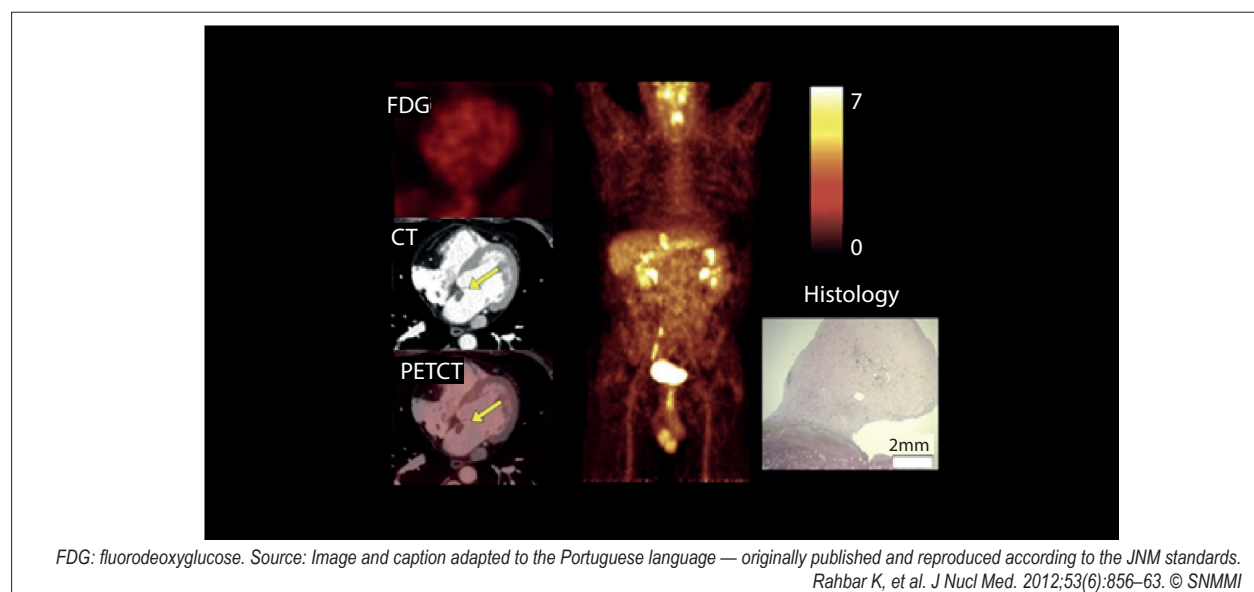 FDG
CT
PETCT
7
0
Histology
2mm
FDG: fluorodeoxyglucose. Source: Image and caption adapted to the Portuguese language — originally published and reproduced according to the JNM standards.
Rahbar K, et al. J Nucl Med. 2012;53(6):856–63. © SNMMI